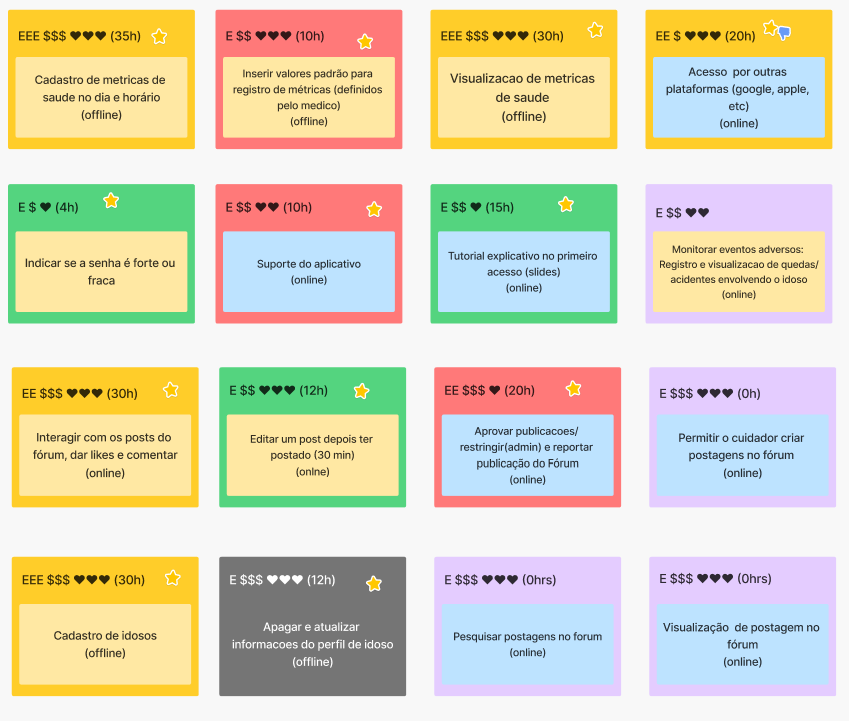 EEE $$$ ♥♥♥ (35h)
Cadastro de metricas de
saude no dia e horário
(offline)
E $$ ♥♥♥ (10h)
Inserir valores padrão para
registro de métricas (definidos
pelo medico)
(offline)
EEE $$$ ♥♥♥ (30h)
Visualizacao de metricas
de saude
(offline)
EE $ ♥♥♥ (20h)
Acesso por outras
plataformas (google, apple,
etc)
(online)
E $ ♥ (4h)
Indicar se a senha é forte ou
fraca
E $$ ♥♥ (10h)
Suporte do aplicativo
(online)
E $$ ♥ (15h)
Tutorial explicativo no primeiro
acesso (slides)
(online)
E $$ ♥♥
Monitorar eventos adversos:
Registro e visualizacao de quedas/
acidentes envolvendo o idoso
(online)
EE $$$ ♥♥♥ (30h)
Interagir com os posts do
fórum, dar likes e comentar
(online)
E $$ ♥♥♥ (12h)
Editar um post depois ter
postado (30 min)
(onlne)
EE $$$ ♥ (20h)
Aprovar publicacoes/
restringir(admin) e reportar
publicação do Fórum
(online)
E $$$ ♥♥♥ (0h)
Permitir o cuidador criar
postagens no fórum
(online)
EEE $$$ ♥♥♥ (30h)
Cadastro de idosos
(offline)
E $$$ ♥♥♥ (12h)
Apagar e atualizar
informacoes do perfil de idoso
(offline)
E $$$ ♥♥♥ (0hrs)
Pesquisar postagens no forum
(online)
E $$$ ♥♥♥ (0hrs)
Visualização de postagem no
fórum
(online)